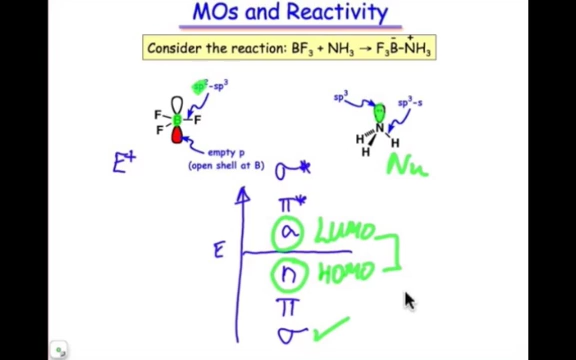 MOs and Reactivity
Consider the reaction: BF₃ + NH₃ → F₃B⁻–N⁺H₃
sp²-sp³
sp³
sp³-s
F
B
F
F
N
H
H
H
empty p
(open shell at B)
E⁺
Nu
σ*
π*
a LUMO
E
n HOMO
π
σ ✓